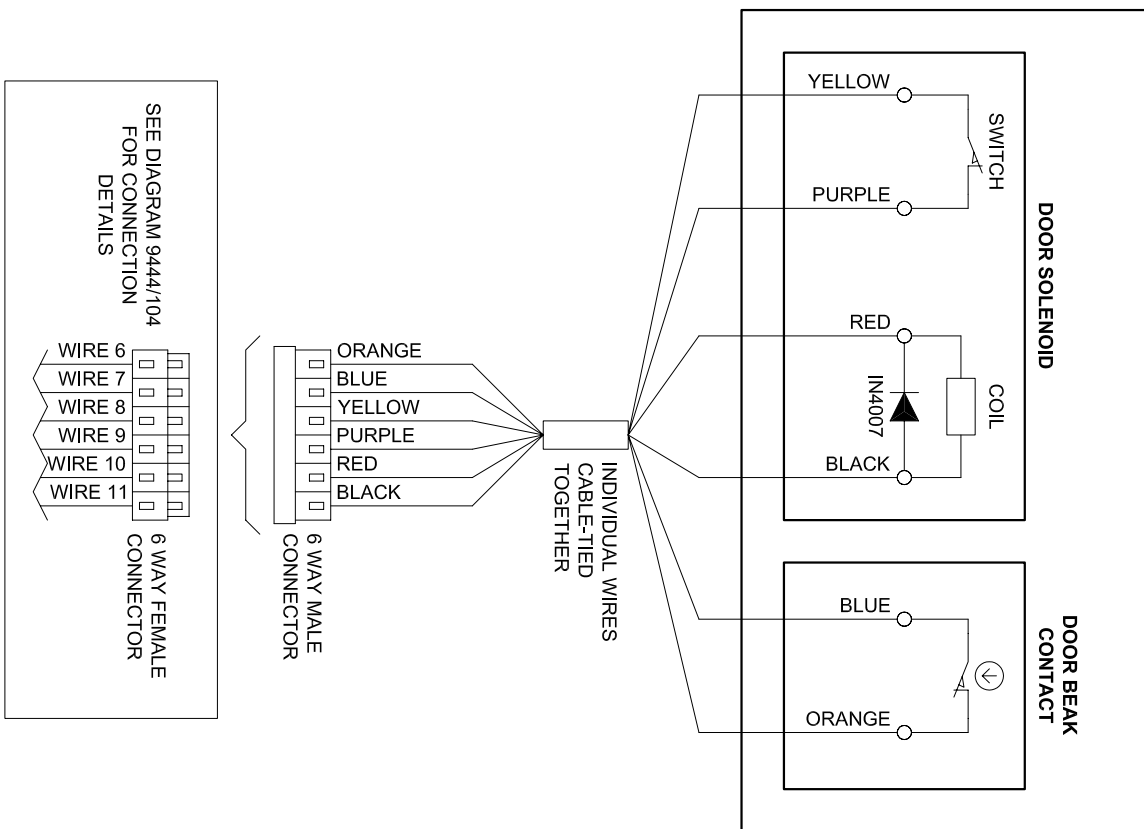 SEE DIAGRAM 9444/104
FOR CONNECTION
DETAILS
WIRE 6
WIRE 7
WIRE 8
WIRE 9
WIRE 10
WIRE 11
6 WAY FEMALE
CONNECTOR
ORANGE
BLUE
YELLOW
PURPLE
RED
BLACK
6 WAY MALE
CONNECTOR
INDIVIDUAL WIRES
CABLE-TIED
TOGETHER
DOOR SOLENOID
YELLOW
SWITCH
PURPLE
RED
COIL
IN4007
BLACK
DOOR BEAK
CONTACT
BLUE
ORANGE